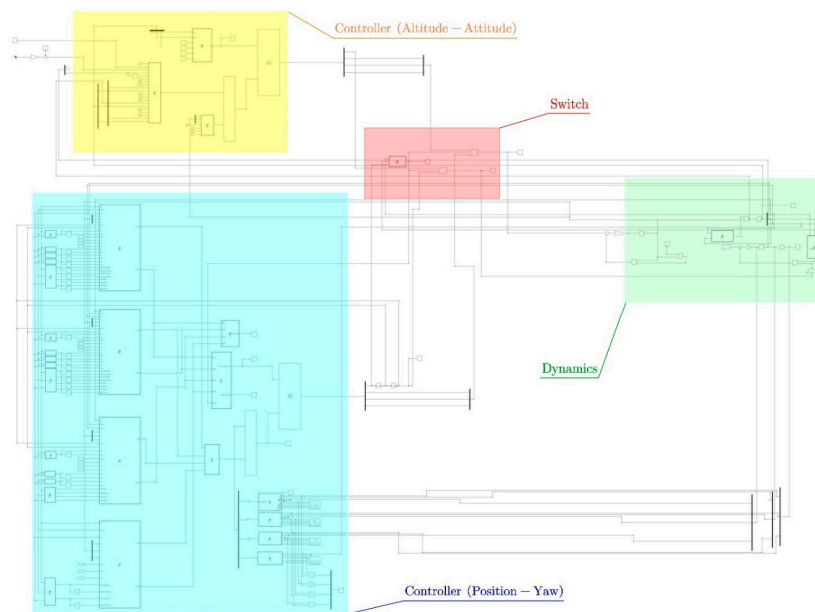 Controller (Altitude − Attitude)
Switch
Dynamics
Controller (Position − Yaw)